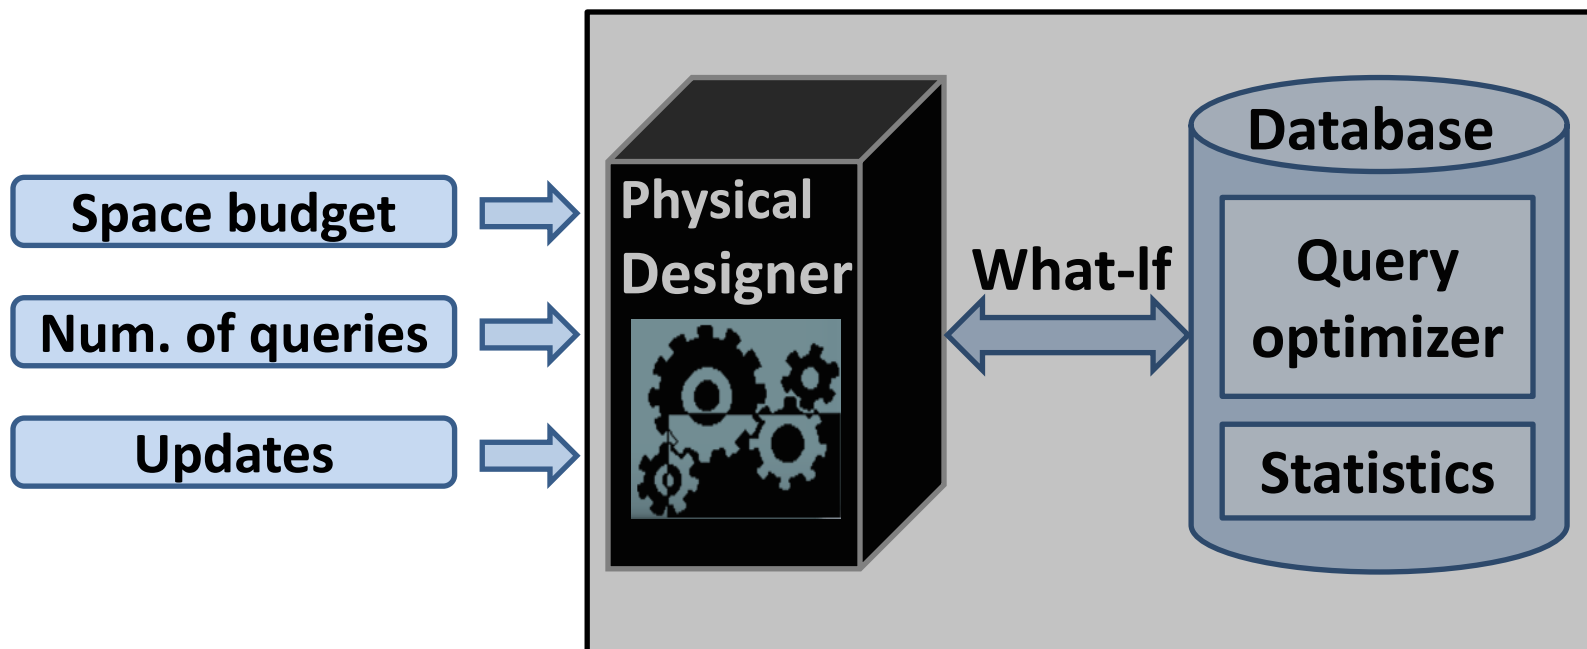 Space budget
Num. of queries
Updates
Physical
Designer
What-If
Database
Query
optimizer
Statistics